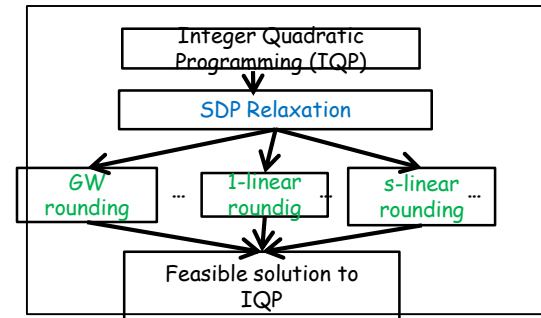 Integer Quadratic
Programming (IQP)
SDP Relaxation
GW
rounding
...
1-linear
roundig
...
s-linear
rounding
...
Feasible solution to
IQP